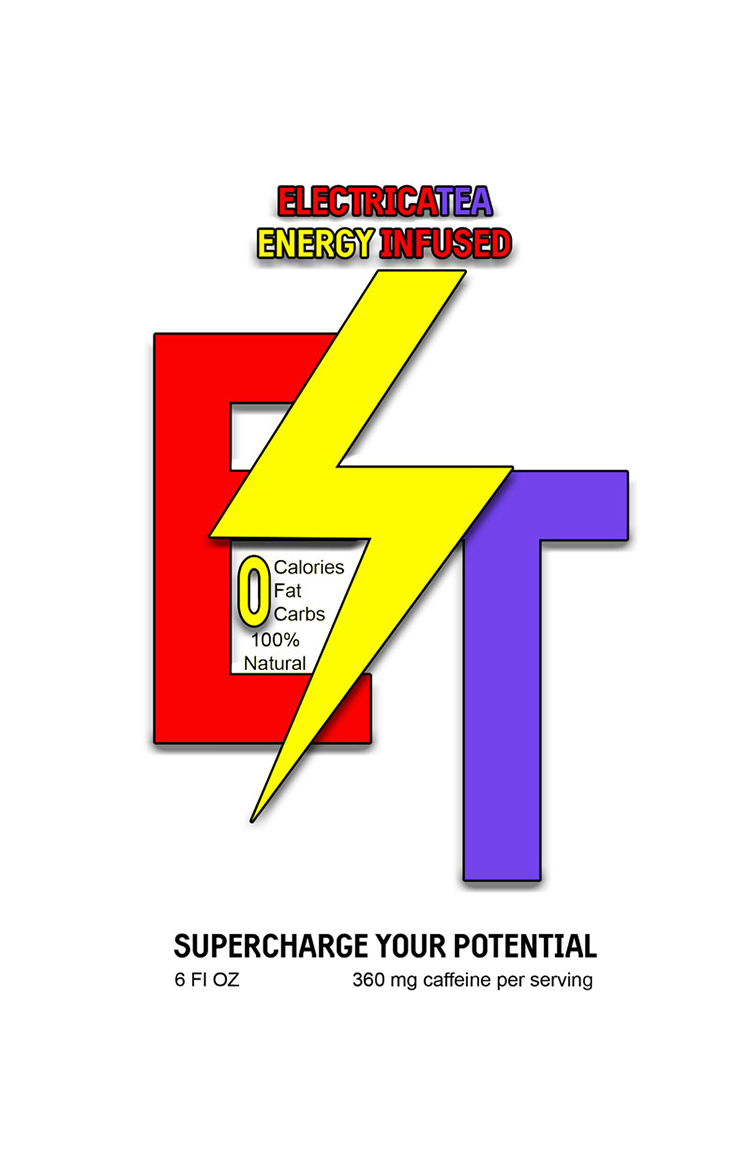 ELECTRICATEA
ENERGY INFUSED
ET
0 Calories
Fat
Carbs
100%
Natural
SUPERCHARGE YOUR POTENTIAL
6 Fl OZ 360 mg caffeine per serving